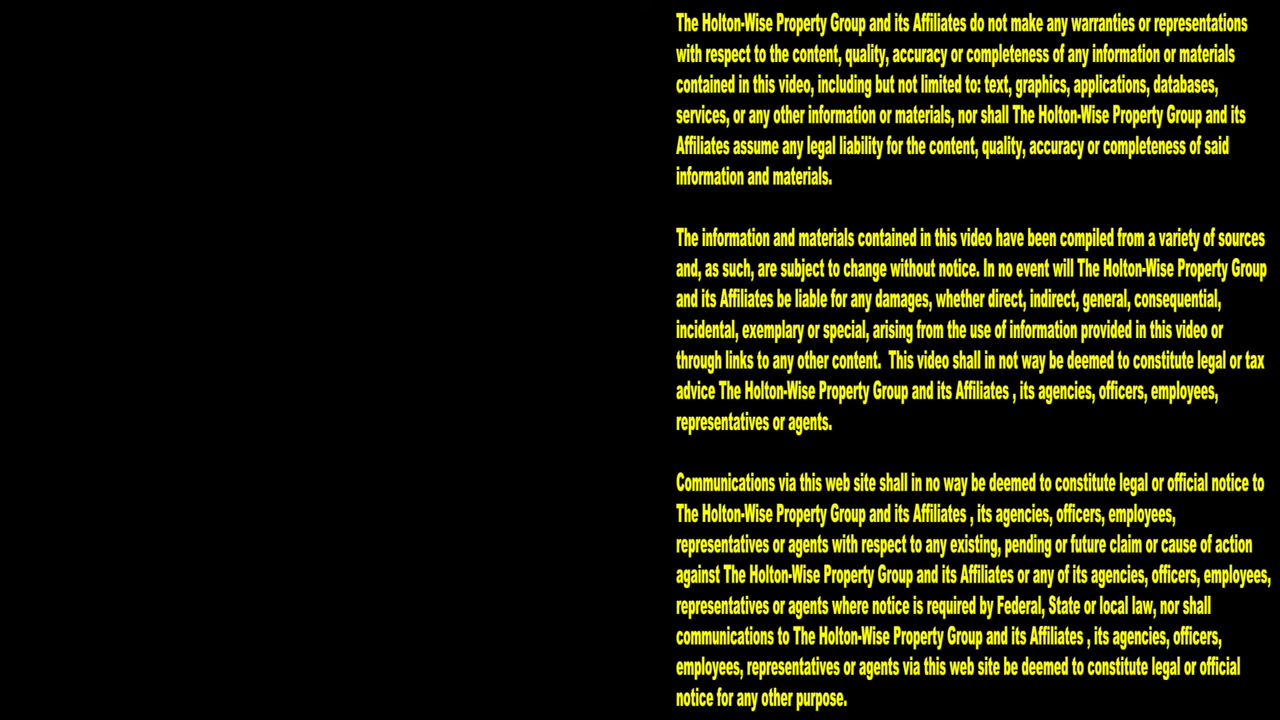 The Holton-Wise Property Group and its Affiliates do not make any warranties or representations
with respect to the content, quality, accuracy or completeness of any information or materials
contained in this video, including but not limited to: text, graphics, applications, databases,
services, or any other information or materials, nor shall The Holton-Wise Property Group and its
Affiliates assume any legal liability for the content, quality, accuracy or completeness of said
information and materials.
The information and materials contained in this video have been compiled from a variety of sources
and, as such, are subject to change without notice. In no event will The Holton-Wise Property Group
and its Affiliates be liable for any damages, whether direct, indirect, general, consequential,
incidental, exemplary or special, arising from the use of information provided in this video or
through links to any other content.  This video shall in not way be deemed to constitute legal or tax
advice The Holton-Wise Property Group and its Affiliates , its agencies, officers, employees,
representatives or agents.
Communications via this web site shall in no way be deemed to constitute legal or official notice to
The Holton-Wise Property Group and its Affiliates , its agencies, officers, employees,
representatives or agents with respect to any existing, pending or future claim or cause of action
against The Holton-Wise Property Group and its Affiliates or any of its agencies, officers, employees,
representatives or agents where notice is required by Federal, State or local law, nor shall
communications to The Holton-Wise Property Group and its Affiliates , its agencies, officers,
employees, representatives or agents via this web site be deemed to constitute legal or official
notice for any other purpose.